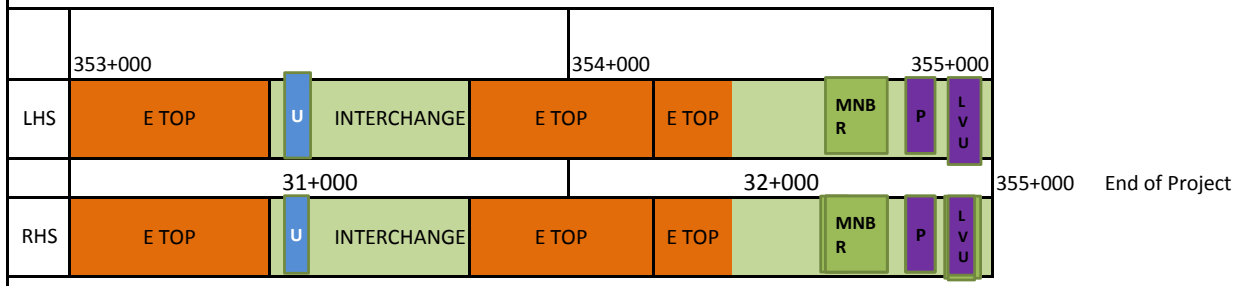 353+000 354+000 355+000
LHS E TOP U INTERCHANGE E TOP E TOP MNB R P L V U
31+000 32+000 355+000 End of Project
RHS E TOP U INTERCHANGE E TOP E TOP MNB R P L V U